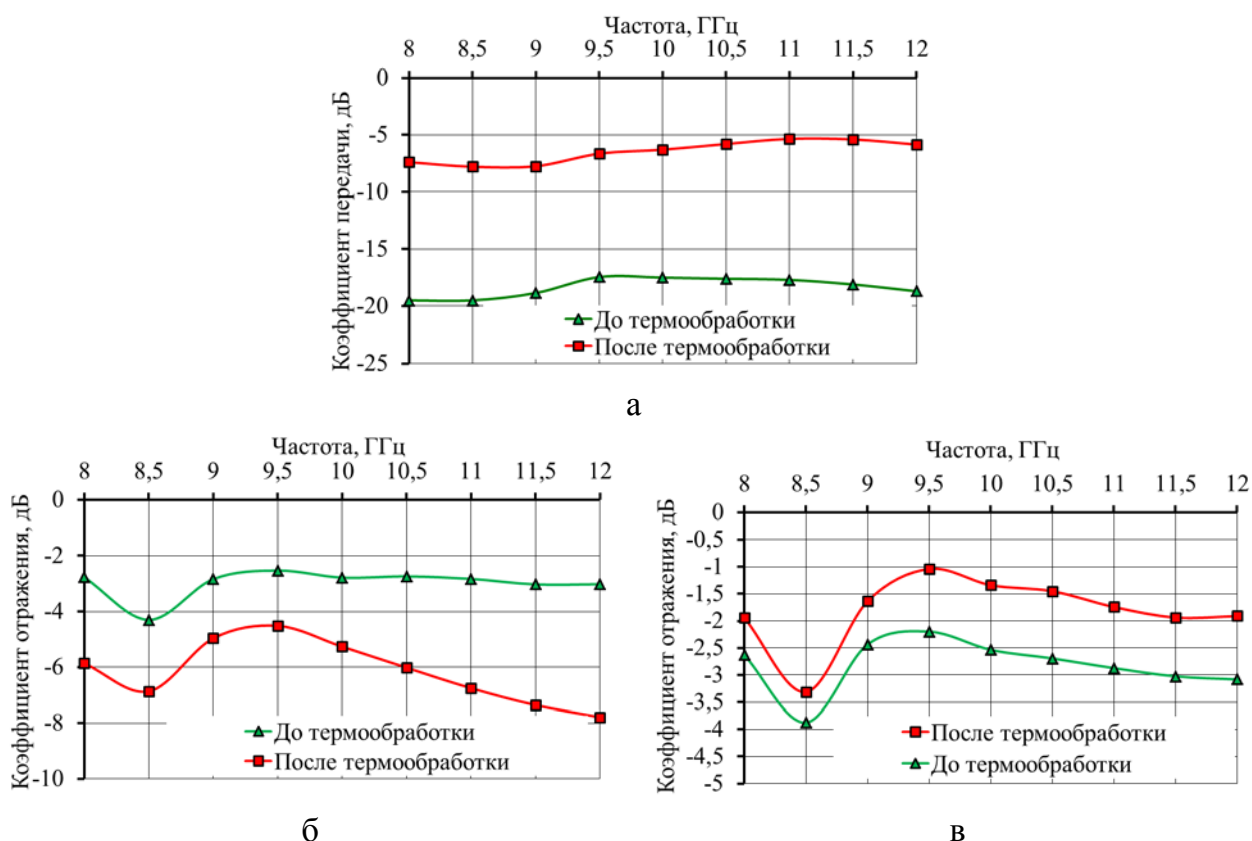 Частота, ГГц
8 8,5 9 9,5 10 10,5 11 11,5 12
Коэффициент передачи, дБ
0
-5
-10
-15
-20
-25
До термообработки
После термообработки
а
Частота, ГГц
8 8,5 9 9,5 10 10,5 11 11,5 12
Коэффициент отражения, дБ
0
-2
-4
-6
-8
-10
До термообработки
После термообработки
б
Частота, ГГц
8 8,5 9 9,5 10 10,5 11 11,5 12
Коэффициент отражения, дБ
0
-0,5
-1
-1,5
-2
-2,5
-3
-3,5
-4
-4,5
-5
После термообработки
До термообработки
в